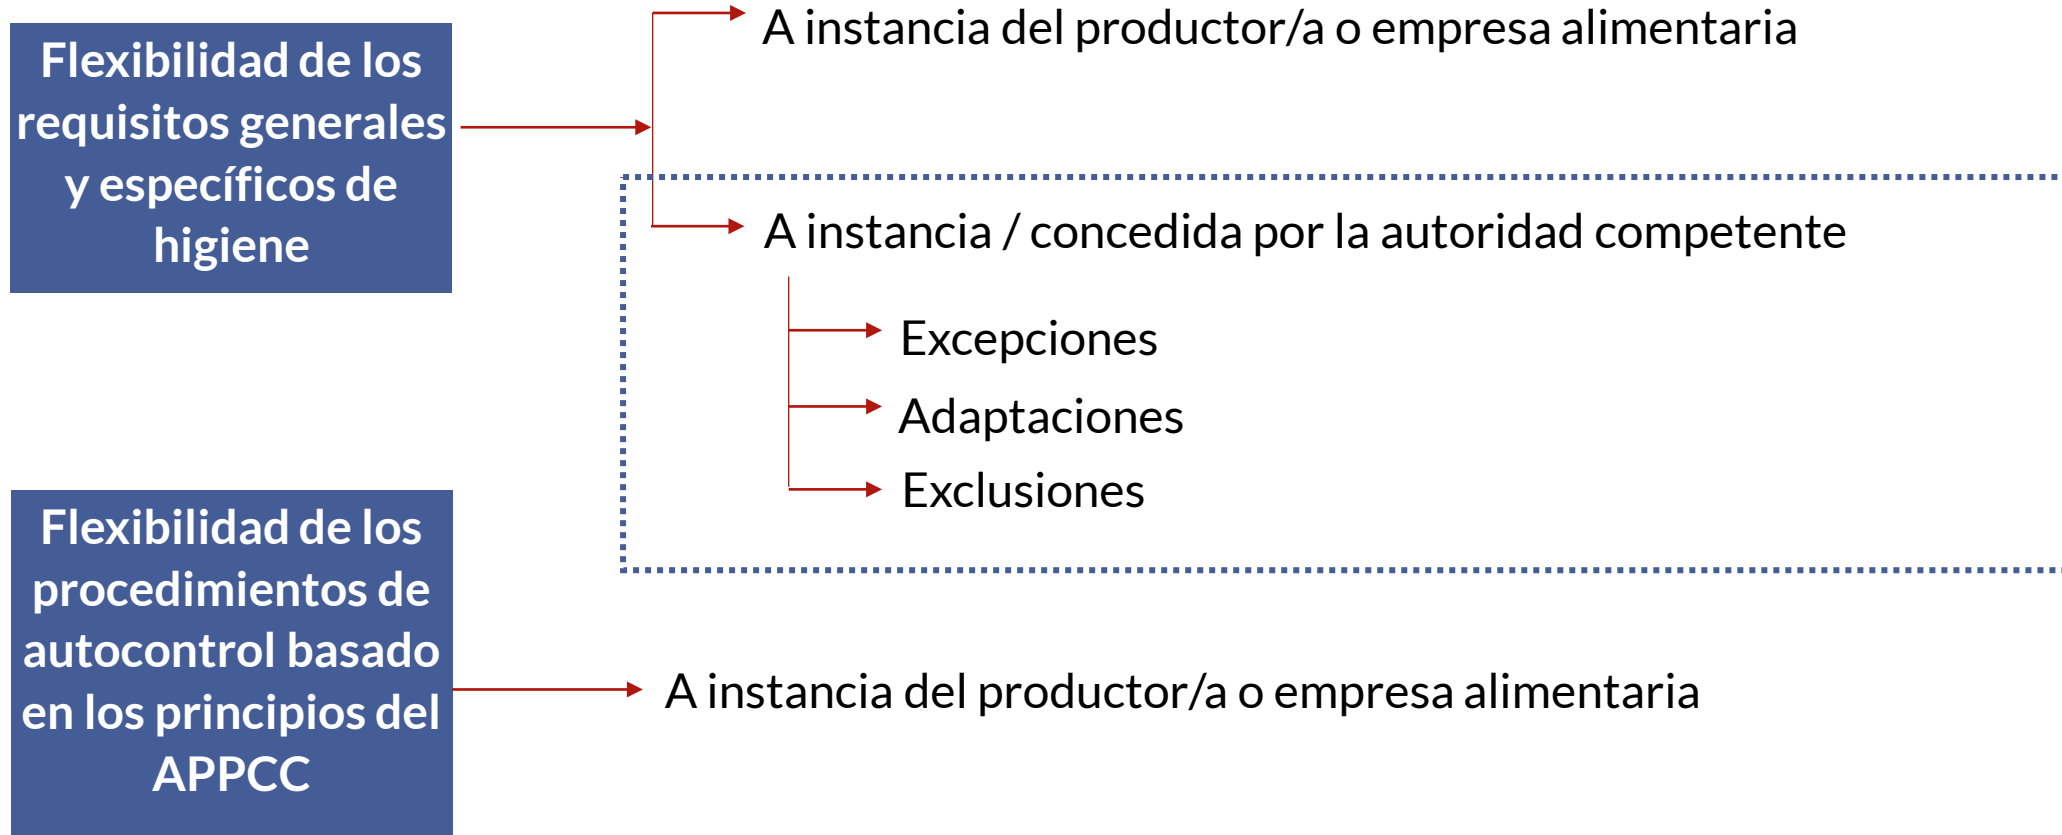 Flexibilidad de los
requisitos generales
y específicos de
higiene
A instancia del productor/a o empresa alimentaria
A instancia / concedida por la autoridad competente
Excepciones
Adaptaciones
Exclusiones
Flexibilidad de los
procedimientos de
autocontrol basado
en los principios del
APPCC
A instancia del productor/a o empresa alimentaria